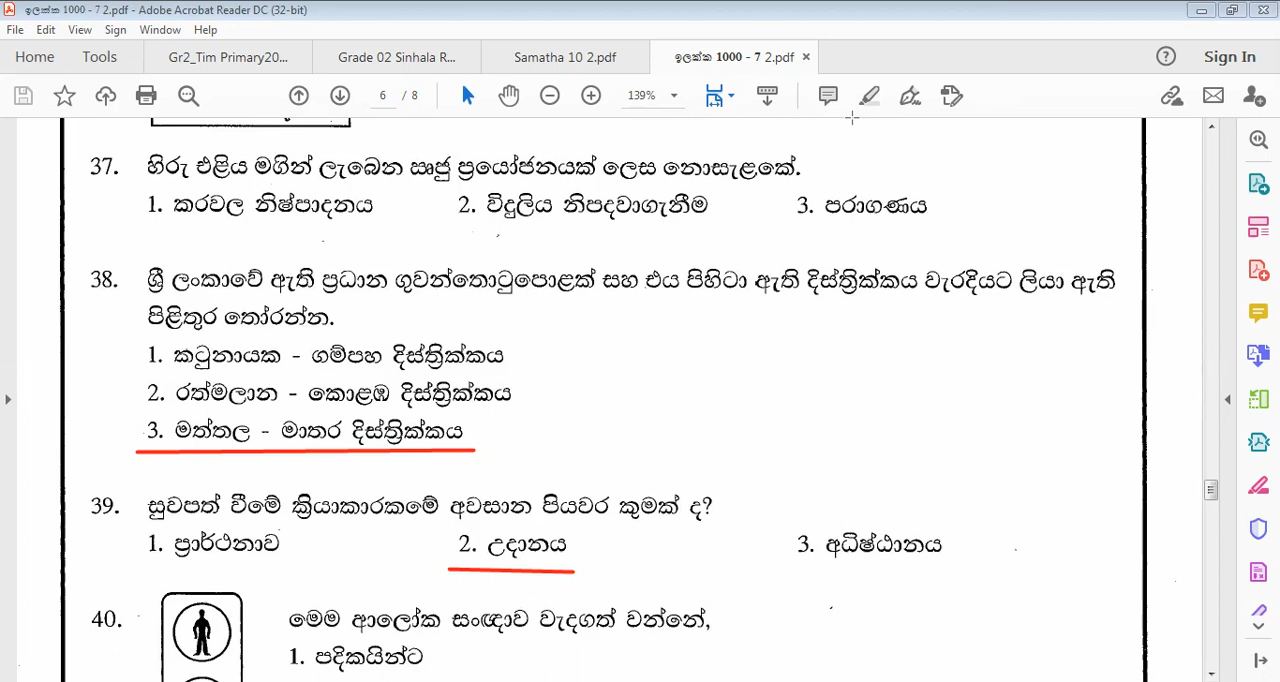 ඉලක්ක 1000 - 7 2.pdf - Adobe Acrobat Reader DC (32-bit)
File Edit View Sign Window Help
Home Tools Gr2_Tim Primary20... Grade 02 Sinhala R... Samatha 10 2.pdf ඉලක්ක 1000 - 7 2.pdf × Sign In
6 / 8 139%
37. හිරු එළිය මගින් ලැබෙන ඍජු ප්‍රයෝජනයක් ලෙස නොසැළකේ.
1. කරවල නිෂ්පාදනය 2. විදුලිය නිපදවාගැනීම 3. පරාගණය
38. ශ්‍රී ලංකාවේ ඇති ප්‍රධාන ගුවන්තොටුපොළක් සහ එය පිහිටා ඇති දිස්ත්‍රික්කය වැරදියට ලියා ඇති
පිළිතුර තෝරන්න.
1. කටුනායක - ගම්පහ දිස්ත්‍රික්කය
2. රත්මලාන - කොළඹ දිස්ත්‍රික්කය
3. මත්තල - මාතර දිස්ත්‍රික්කය
39. සුවපත් වීමේ ක්‍රියාකාරකමේ අවසාන පියවර කුමක් ද?
1. ප්‍රාර්ථනාව 2. උදානය 3. අධිෂ්ඨානය
40. මෙම ආලෝක සංඥාව වැදගත් වන්නේ,
1. පදිකයින්ට